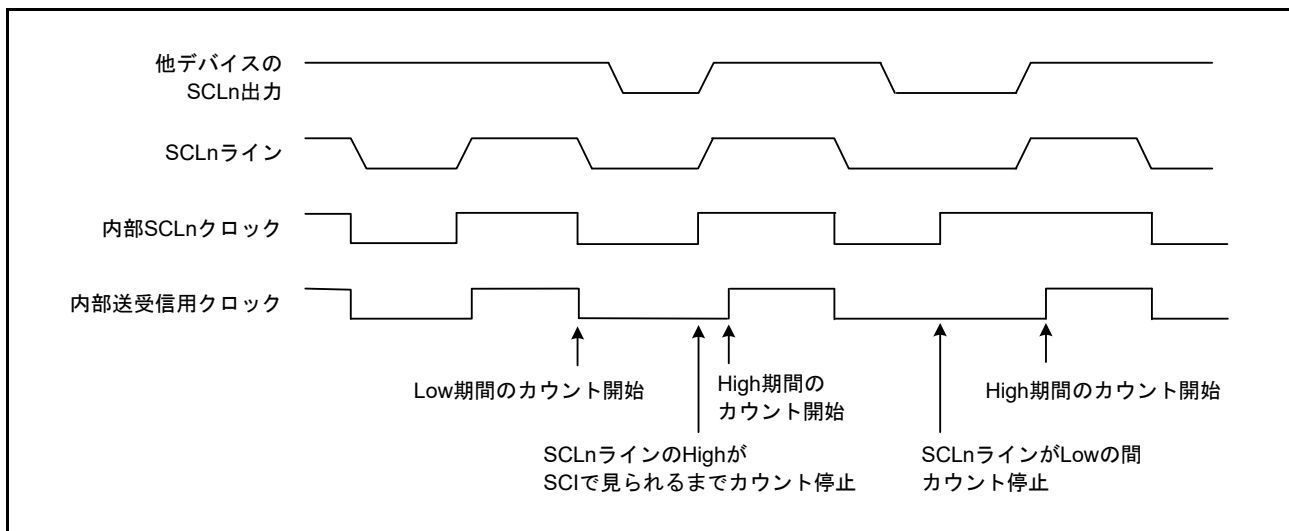 他デバイスの
SCLn出力
SCLnライン
内部SCLnクロック
内部送受信用クロック
Low期間のカウント開始
High期間の
カウント開始
High期間のカウント開始
SCLnラインのHighが
SCIで見られるまでカウント停止
SCLnラインがLowの間
カウント停止